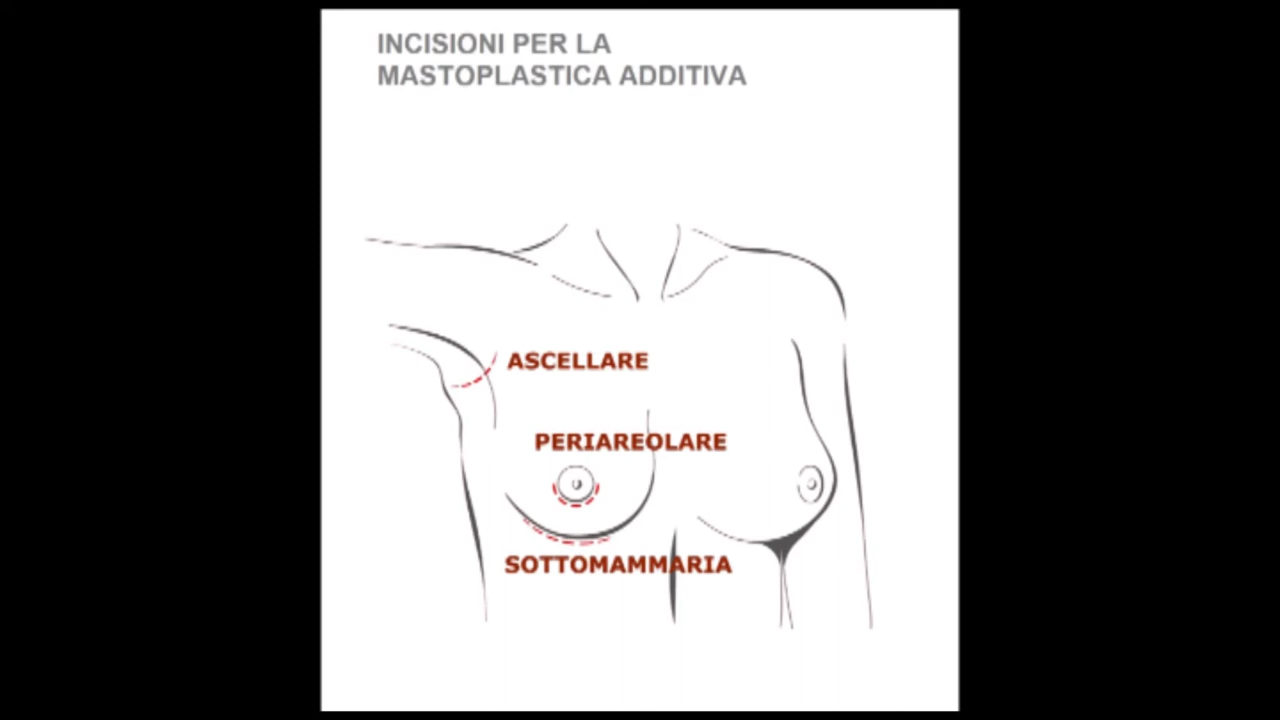 INCISIONI PER LA
MASTOPLASTICA ADDITIVA
ASCELLARE
PERIAREOLARE
SOTTOMAMMARIA